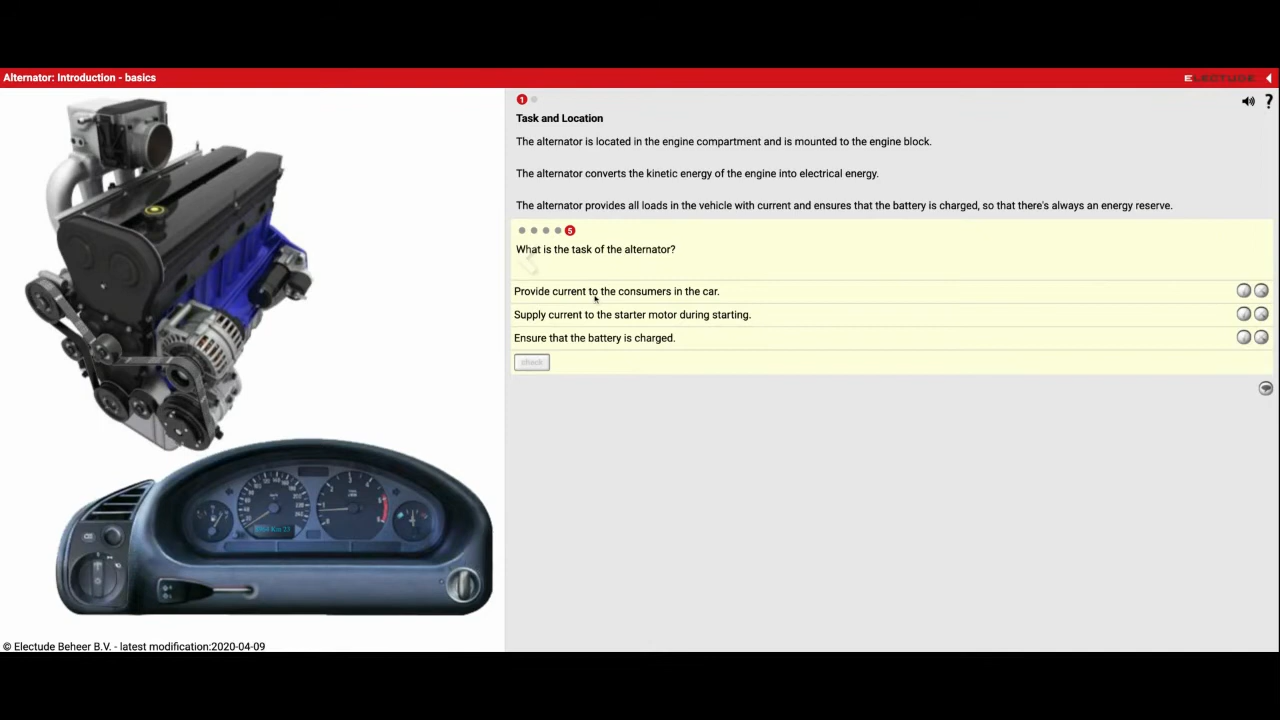 Alternator: Introduction - basics
ELECTUDE
1
?
Task and Location
The alternator is located in the engine compartment and is mounted to the engine block.
The alternator converts the kinetic energy of the engine into electrical energy.
The alternator provides all loads in the vehicle with current and ensures that the battery is charged, so that there's always an energy reserve.
5
What is the task of the alternator?
Provide current to the consumers in the car.
Supply current to the starter motor during starting.
Ensure that the battery is charged.
check
© Electude Beheer B.V. - latest modification:2020-04-09